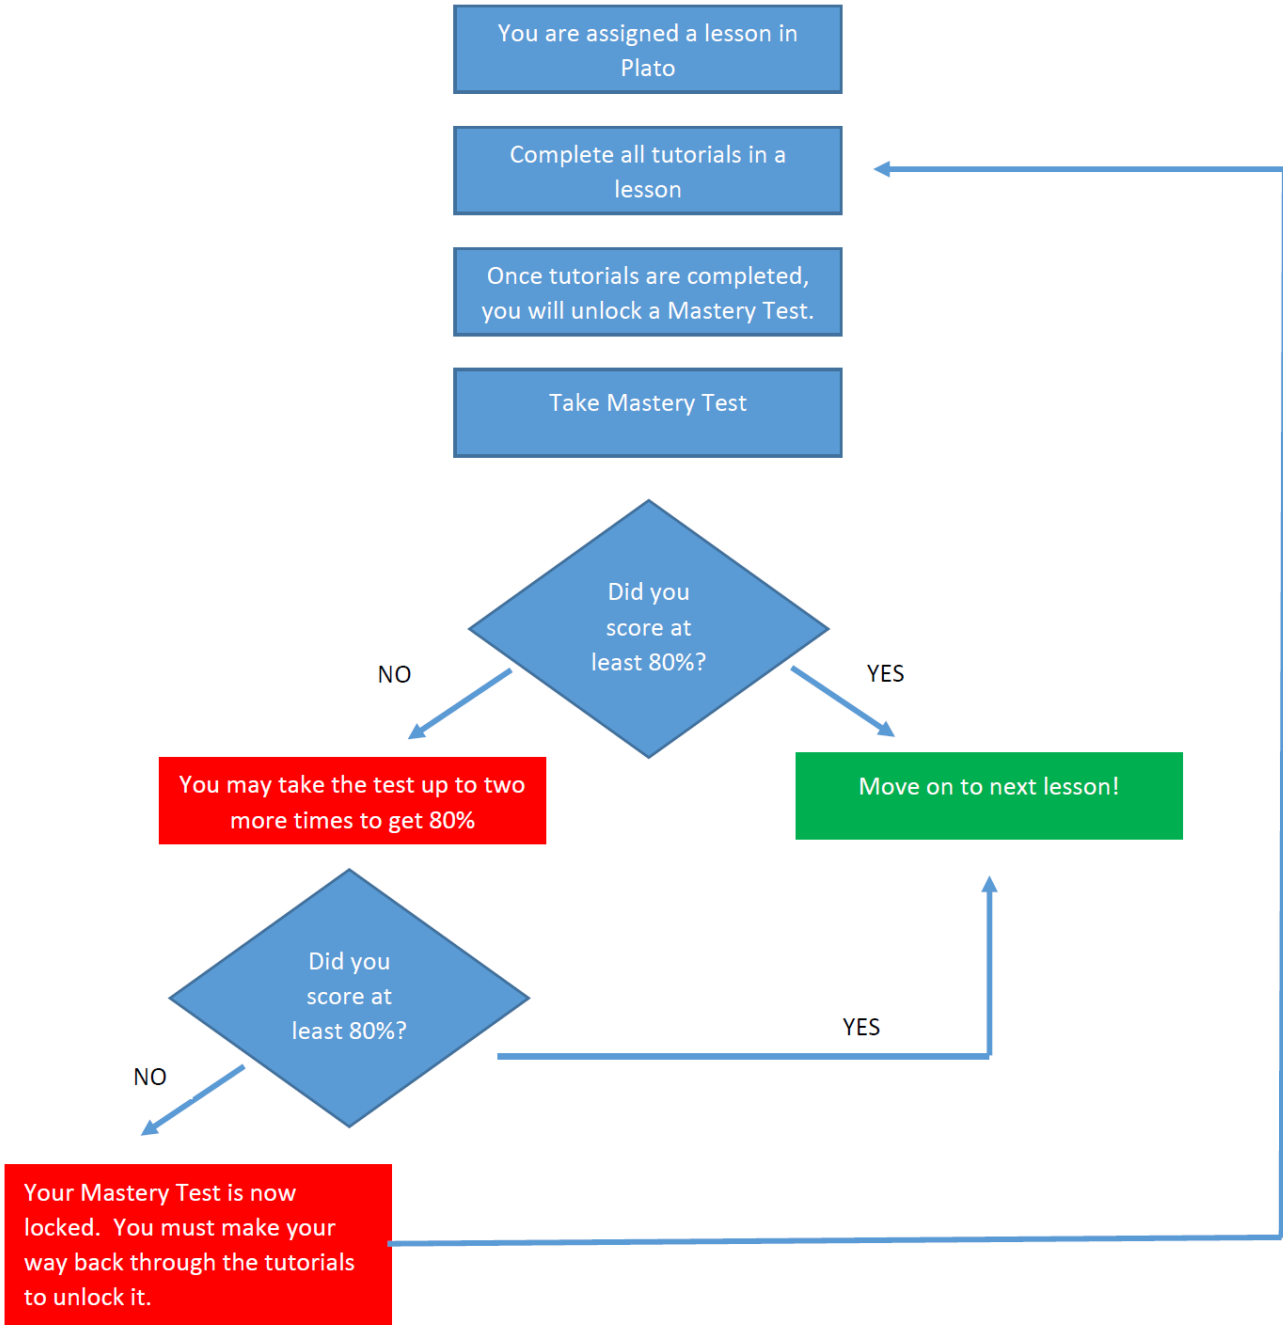 You are assigned a lesson in
Plato
Complete all tutorials in a
lesson
Once tutorials are completed,
you will unlock a Mastery Test.
Take Mastery Test
Did you
score at
least 80%?
NO
YES
You may take the test up to two
more times to get 80%
Move on to next lesson!
Did you
score at
least 80%?
YES
NO
Your Mastery Test is now
locked.  You must make your
way back through the tutorials
to unlock it.